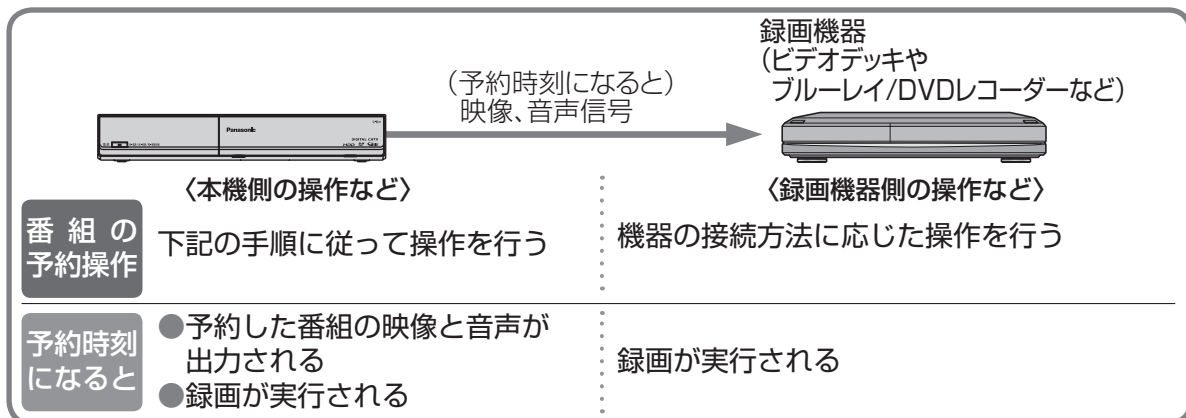 録画機器
(ビデオデッキや
ブルーレイ/DVDレコーダーなど)
(予約時刻になると)
映像、音声信号
Panasonic
DIGITAL CATV
HDD
〈本機側の操作など〉
〈録画機器側の操作など〉
番組の
予約操作
下記の手順に従って操作を行う
機器の接続方法に応じた操作を行う
予約時刻
になると
●予約した番組の映像と音声が
出力される
●録画が実行される
録画が実行される